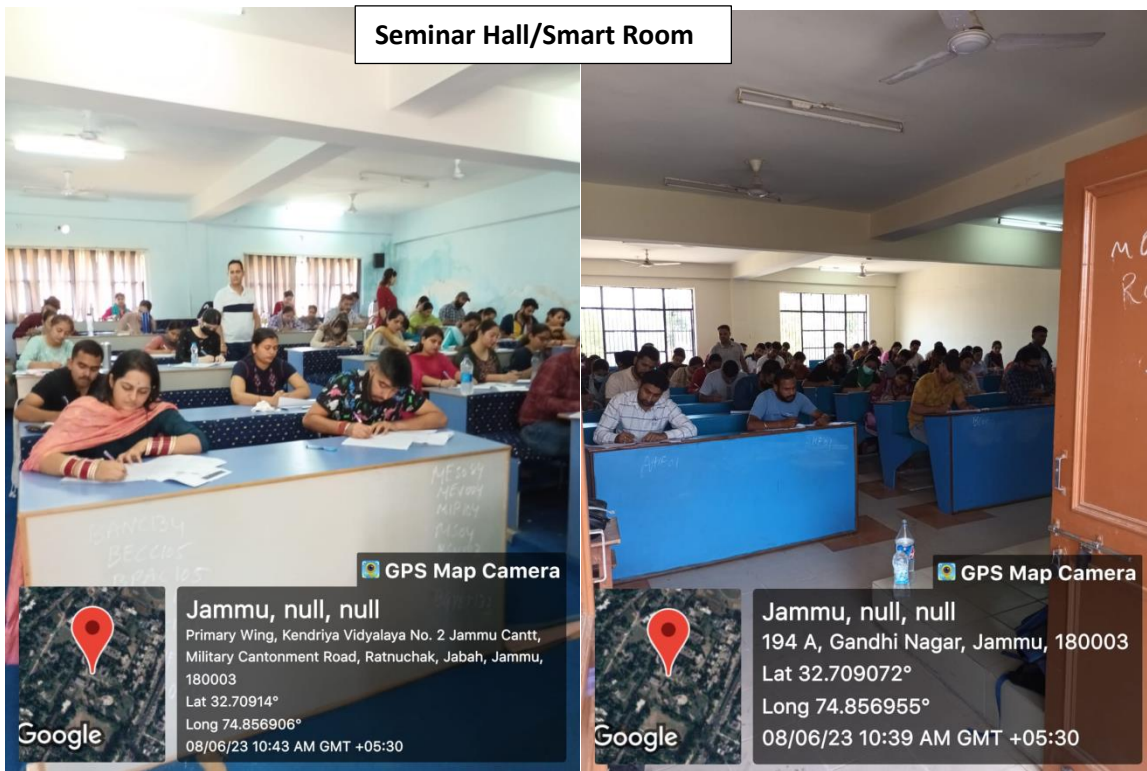 Seminar Hall/Smart Room
BECC105
BPAC105
GPS Map Camera
Jammu, null, null
Primary Wing, Kendriya Vidyalaya No. 2 Jammu Cantt,
Military Cantonment Road, Ratnuchak, Jabah, Jammu,
180003
Lat 32.70914°
Long 74.856906°
08/06/23 10:43 AM GMT +05:30
Google
GPS Map Camera
Jammu, null, null
194 A, Gandhi Nagar, Jammu, 180003
Lat 32.709072°
Long 74.856955°
08/06/23 10:39 AM GMT +05:30
Google